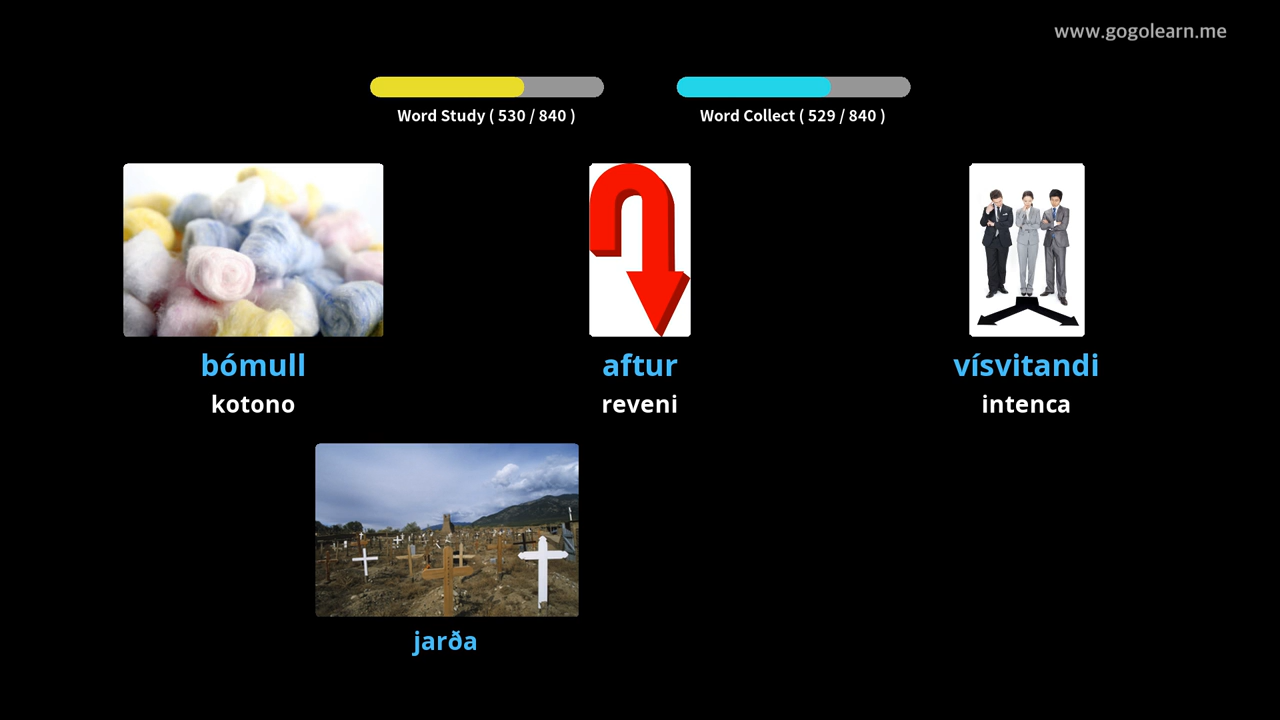 www.gogolearn.me
Word Study ( 530 / 840 )
Word Collect ( 529 / 840 )
bómull
kotono
aftur
reveni
vísvitandi
intenca
jarða